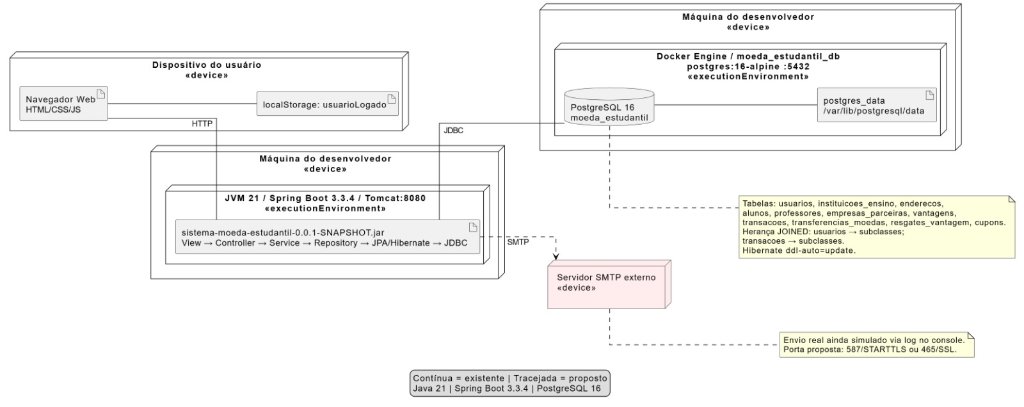 Máquina do desenvolvedor
«device»
Docker Engine / moeda_estudantil_db
postgres:16-alpine :5432
«executionEnvironment»
PostgreSQL 16
moeda_estudantil
postgres_data
/var/lib/postgresql/data
Dispositivo do usuário
«device»
Navegador Web
HTML/CSS/JS
localStorage: usuarioLogado
HTTP
JDBC
Máquina do desenvolvedor
«device»
JVM 21 / Spring Boot 3.3.4 / Tomcat:8080
«executionEnvironment»
sistema-moeda-estudantil-0.0.1-SNAPSHOT.jar
View → Controller → Service → Repository → JPA/Hibernate → JDBC
SMTP
Tabelas: usuarios, instituicoes_ensino, enderecos,
alunos, professores, empresas_parceiras, vantagens,
transacoes, transferencias_moedas, resgates_vantagem, cupons.
Herança JOINED: usuarios → subclasses;
transacoes → subclasses.
Hibernate ddl-auto=update.
Servidor SMTP externo
«device»
Envio real ainda simulado via log no console.
Porta proposta: 587/STARTTLS ou 465/SSL.
Contínua = existente | Tracejada = proposto
Java 21 | Spring Boot 3.3.4 | PostgreSQL 16